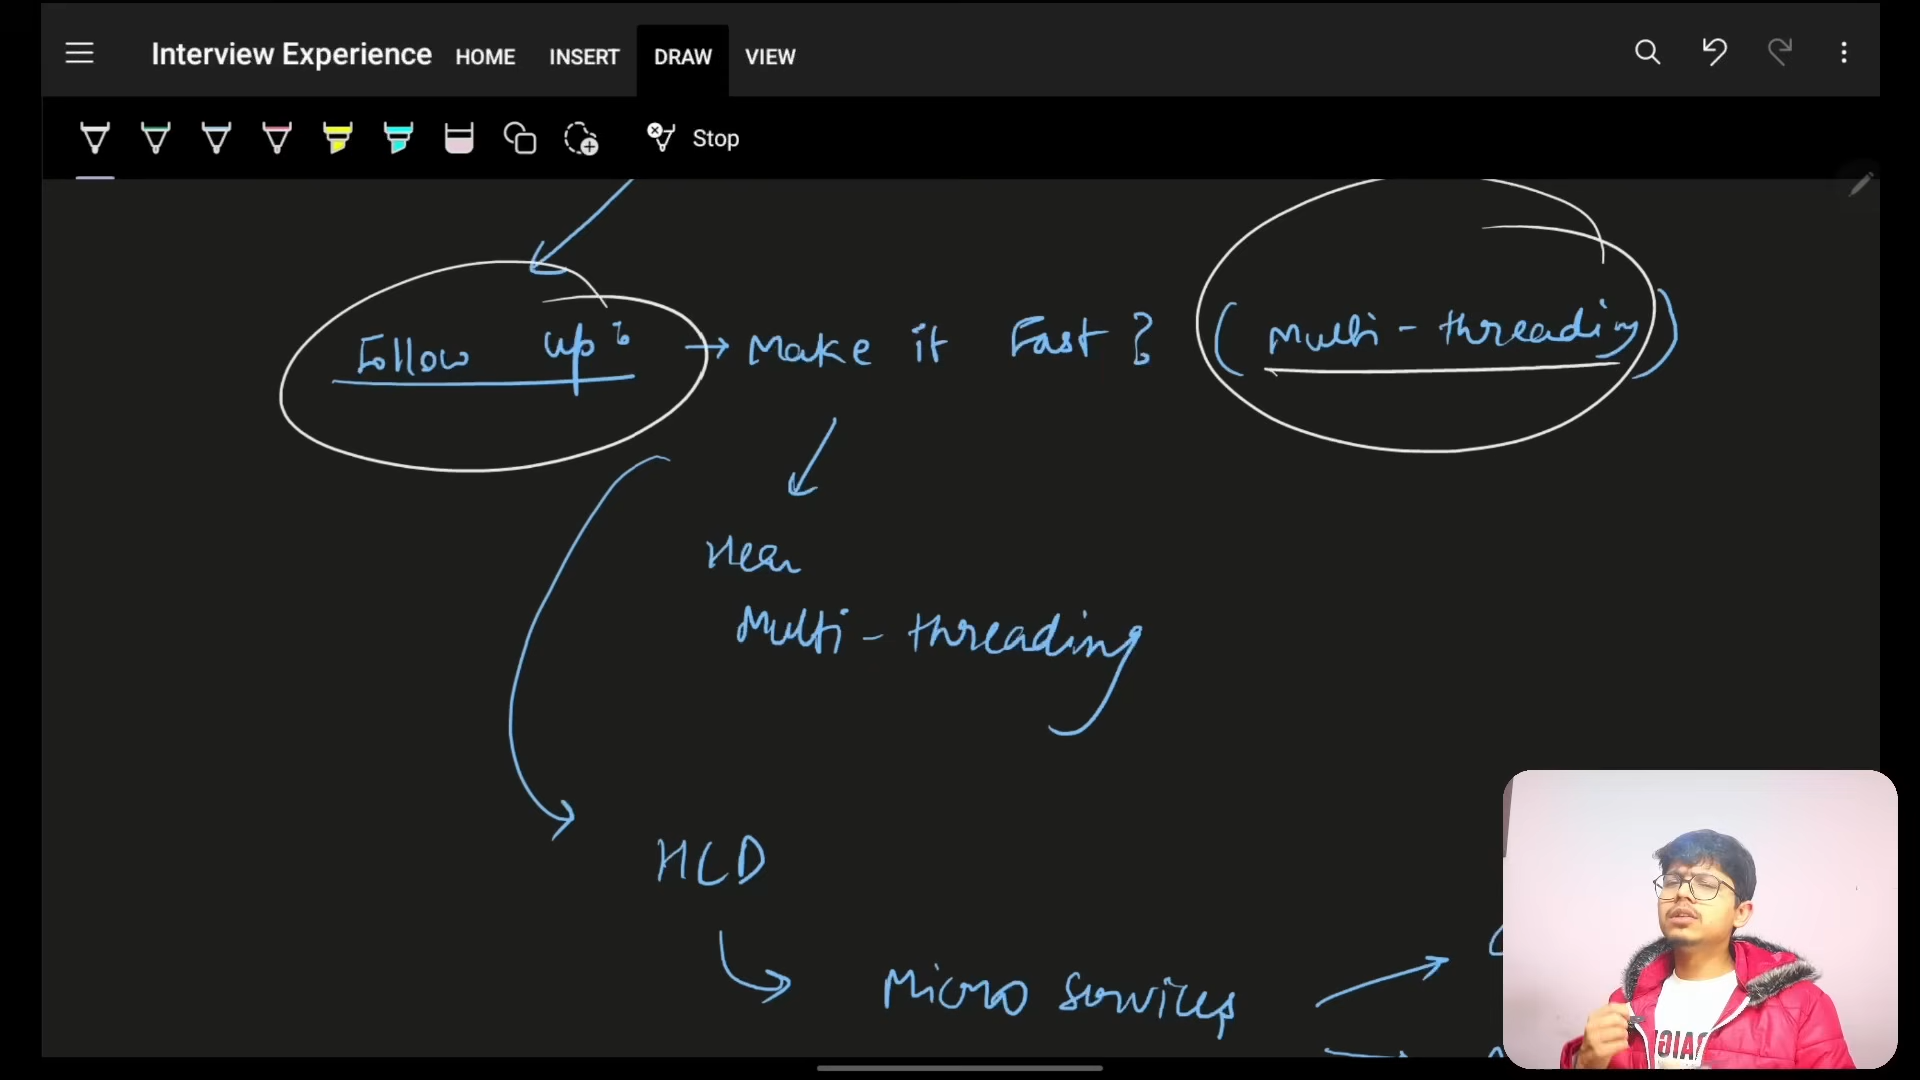 Interview Experience HOME INSERT DRAW VIEW
Stop
Follow up: → Make it Fast? (Multi-threading)
Multi-threading
HLD
Micro Services